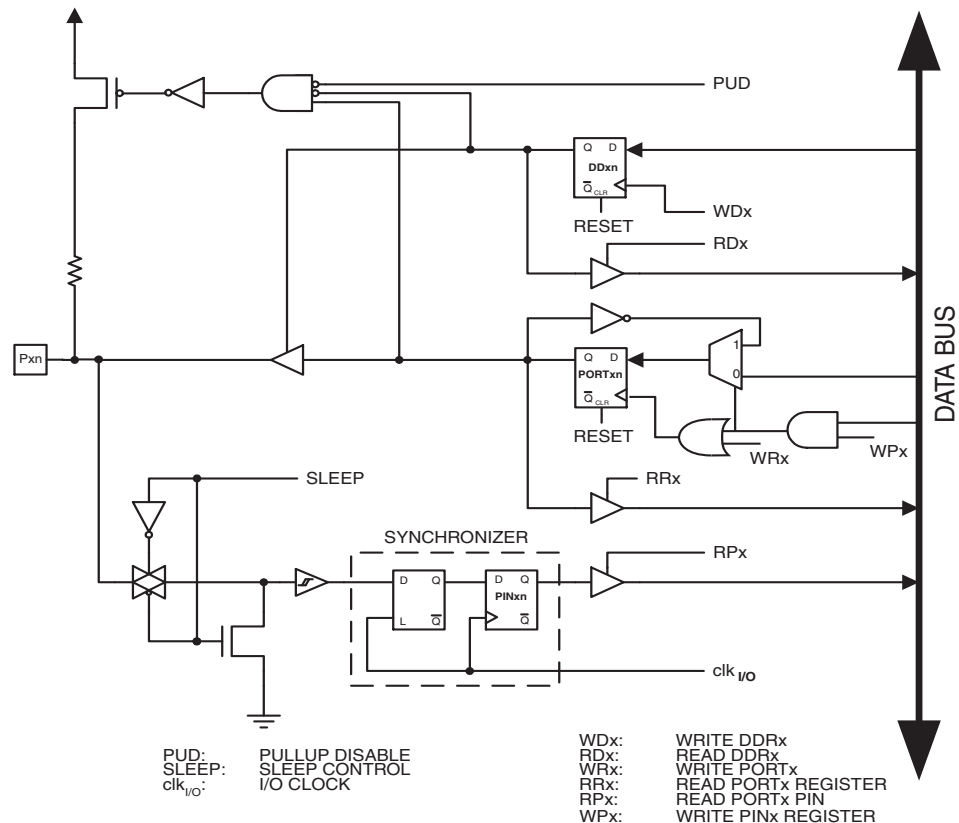 PUD
Q D
DDxn
Q CLR
WDx
RESET
RDx
Pxn
1
Q D
PORTxn
0
Q CLR
RESET
WRx
WPx
DATA BUS
SLEEP
RRx
SYNCHRONIZER
RPx
D Q
D Q
PINxn
L Q
Q
clk I/O
PUD: PULLUP DISABLE
SLEEP: SLEEP CONTROL
clkI/O: I/O CLOCK
WDx: WRITE DDRx
RDx: READ DDRx
WRx: WRITE PORTx
RRx: READ PORTx REGISTER
RPx: READ PORTx PIN
WPx: WRITE PINx REGISTER